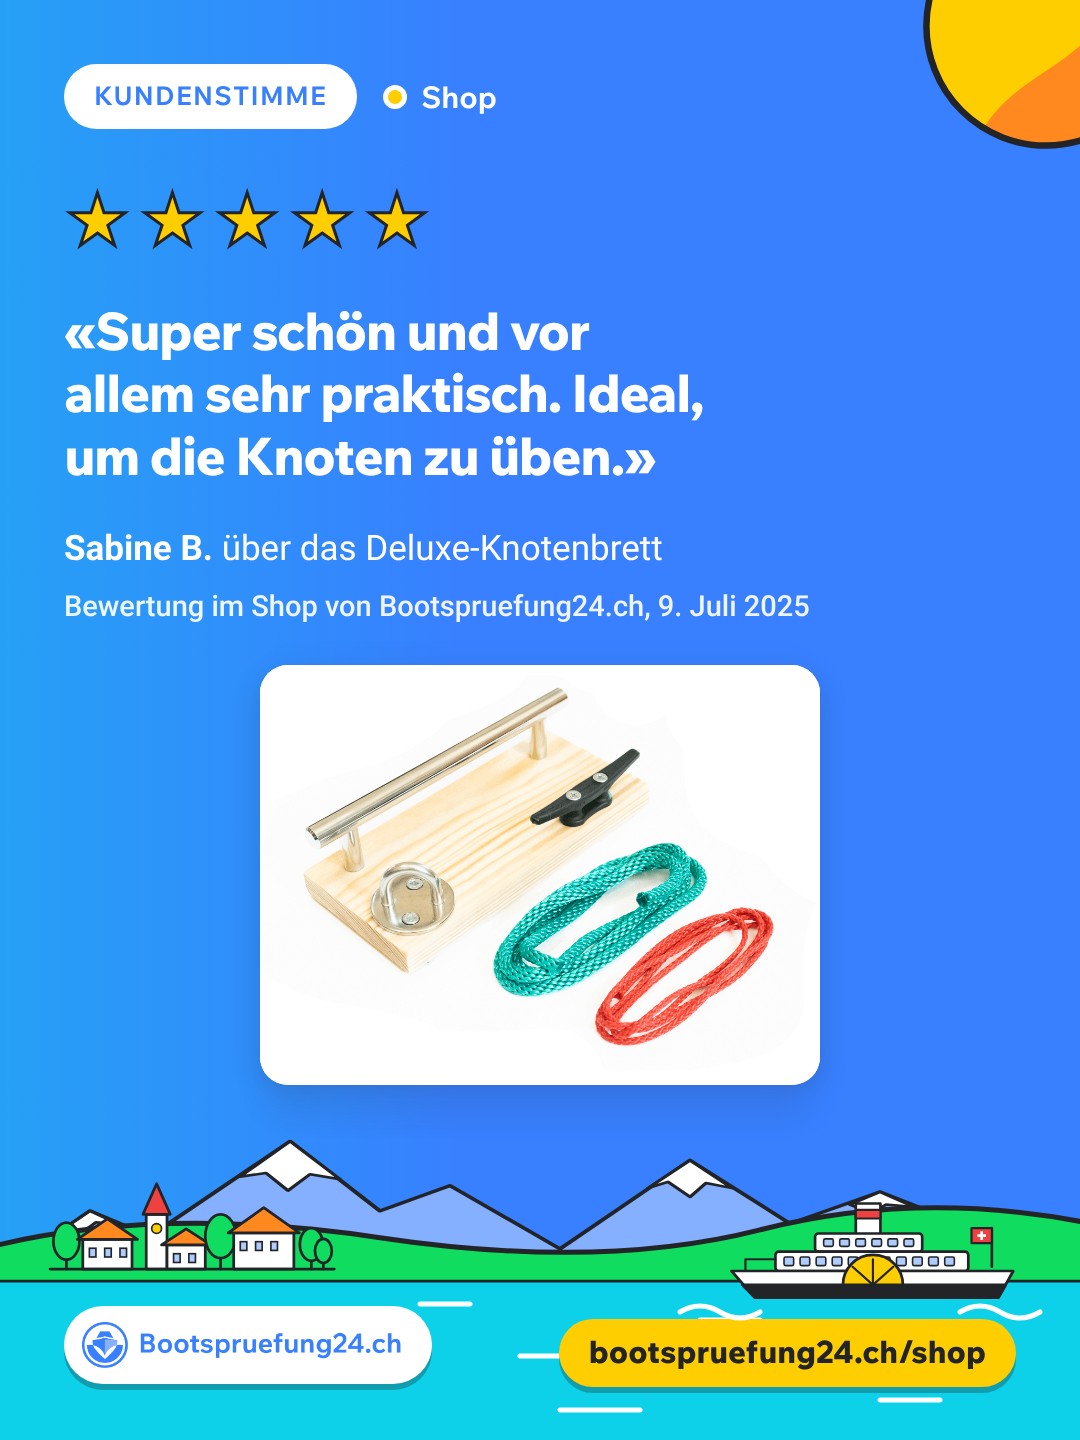 KUNDENSTIMME
Shop
«Super schön und vor
allem sehr praktisch. Ideal,
um die Knoten zu üben.»
Sabine B. über das Deluxe-Knotenbrett
Bewertung im Shop von Bootspruefung24.ch, 9. Juli 2025
Bootspruefung24.ch
bootspruefung24.ch/shop